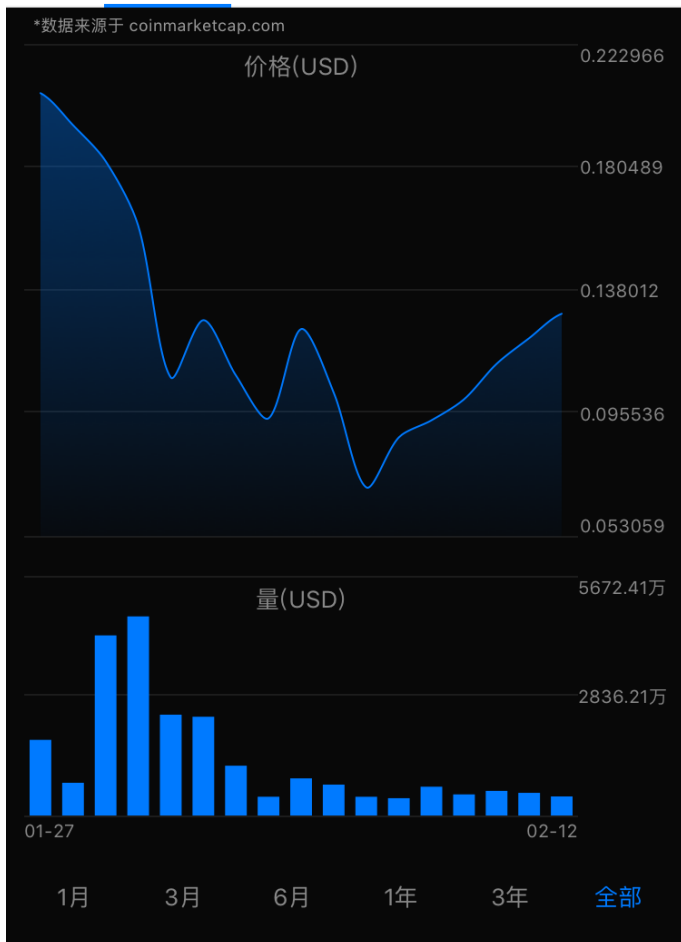 *数据来源于 coinmarketcap.com
价格(USD)
0.222966
0.180489
0.138012
0.095536
0.053059
量(USD)
5672.41万
2836.21万
01-27 02-12
1月 3月 6月 1年 3年 全部